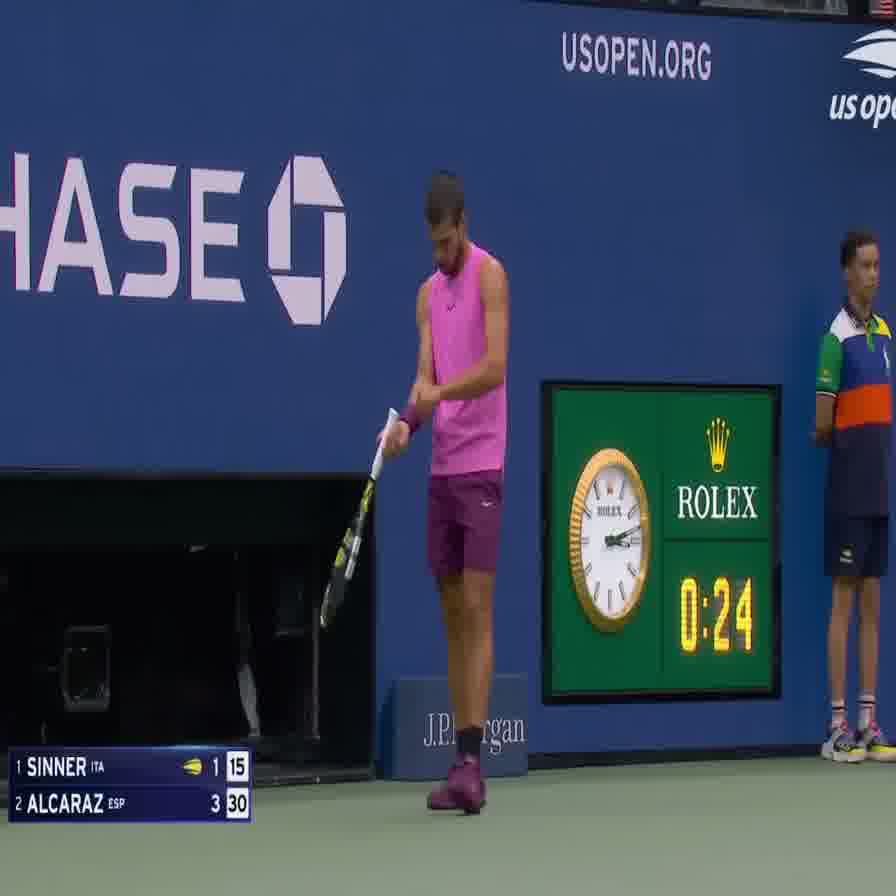 USOPEN.ORG
us ope
HASE
ROLEX
ROLEX
0:24
J.P. rgan
1 SINNER ITA 1 15
2 ALCARAZ ESP 3 30